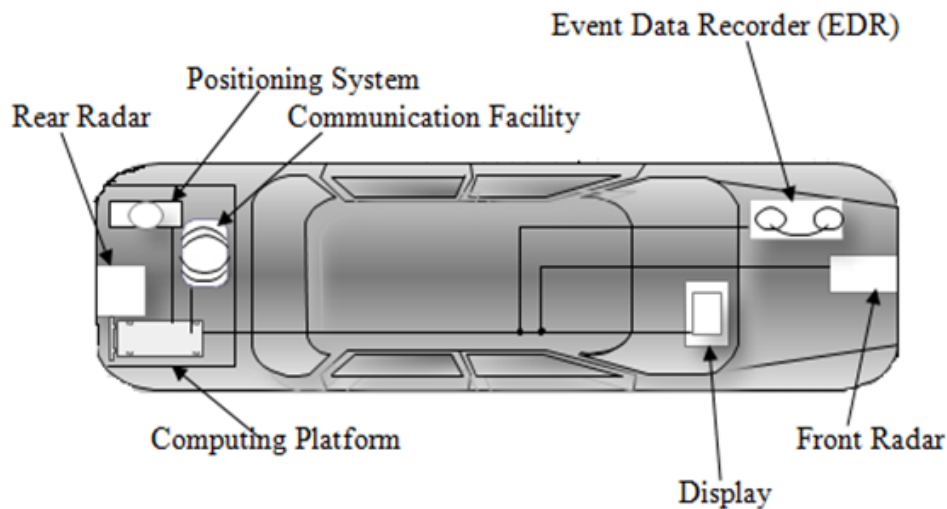 Event Data Recorder (EDR)
Positioning System
Rear Radar
Communication Facility
Computing Platform
Front Radar
Display